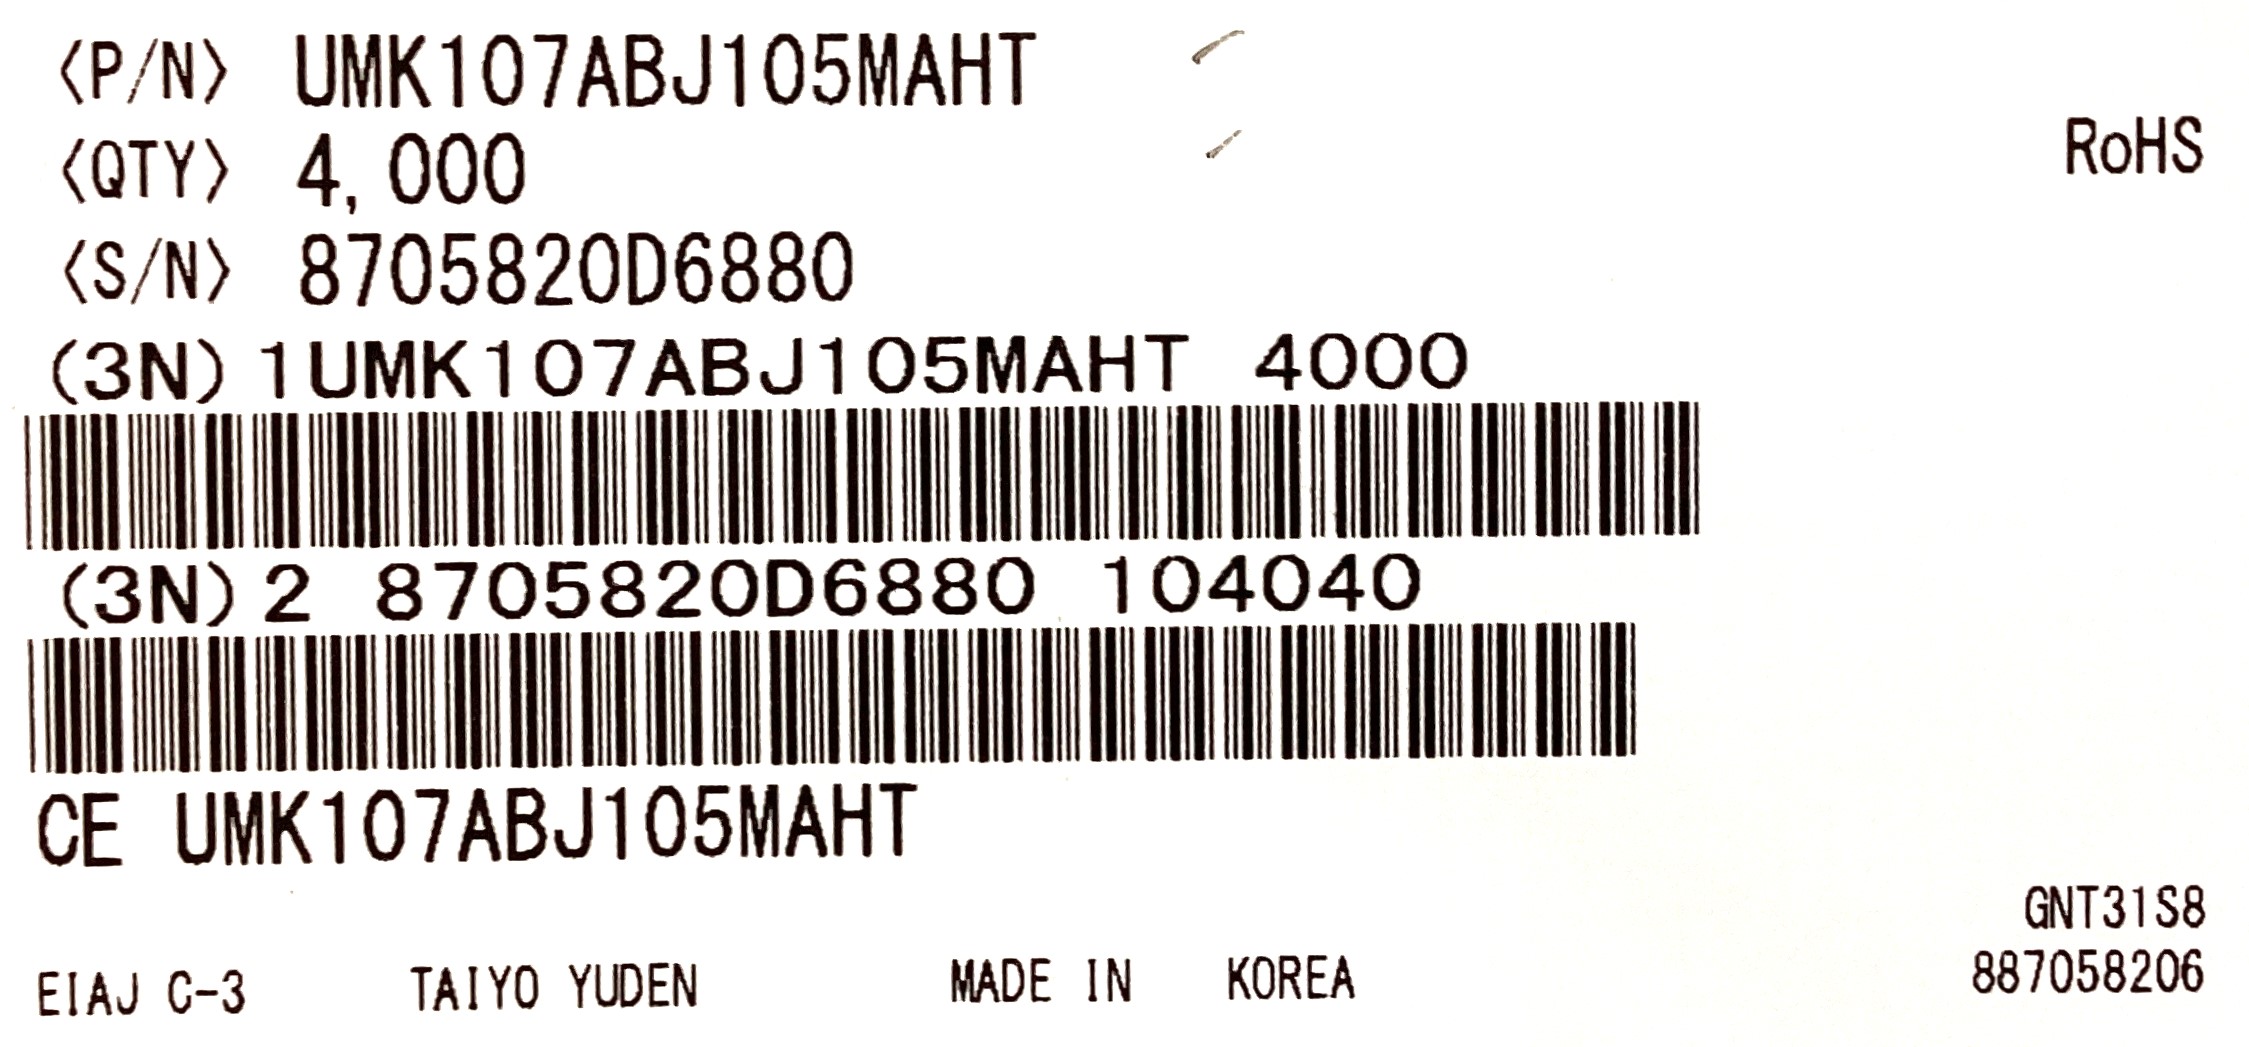 〈P/N〉 UMK107ABJ105MAHT
〈QTY〉 4,000
RoHS
〈S/N〉 8705820D6880
(3N)1UMK107ABJ105MAHT 4000
(3N)2 8705820D6880 104040
CE UMK107ABJ105MAHT
GNT31S8
887058206
EIAJ C-3 TAIYO YUDEN MADE IN KOREA